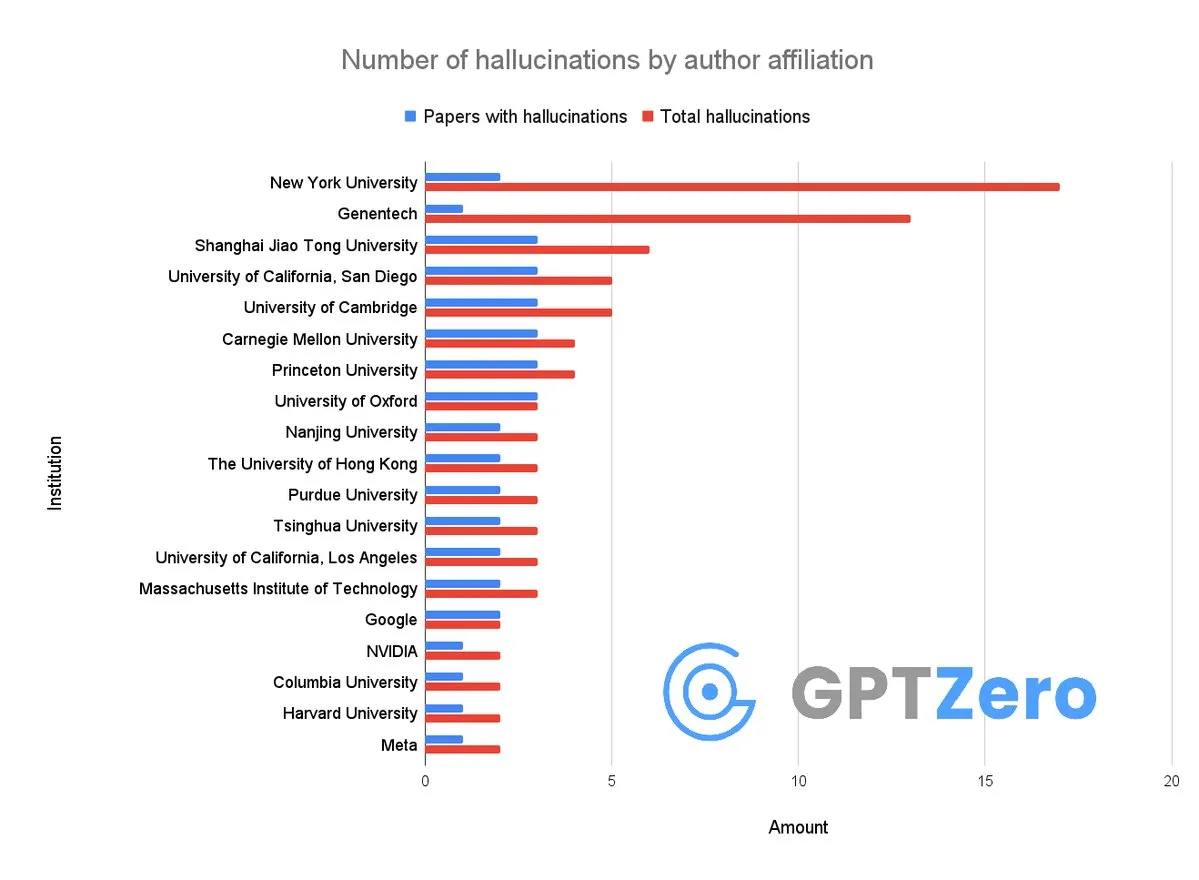 Number of hallucinations by author affiliation
Papers with hallucinations Total hallucinations
New York University
Genentech
Shanghai Jiao Tong University
University of California, San Diego
University of Cambridge
Carnegie Mellon University
Princeton University
University of Oxford
Nanjing University
The University of Hong Kong
Purdue University
Tsinghua University
University of California, Los Angeles
Massachusetts Institute of Technology
Google
NVIDIA
Columbia University
Harvard University
Meta
Institution
GPTZero
0 5 10 15 20
Amount